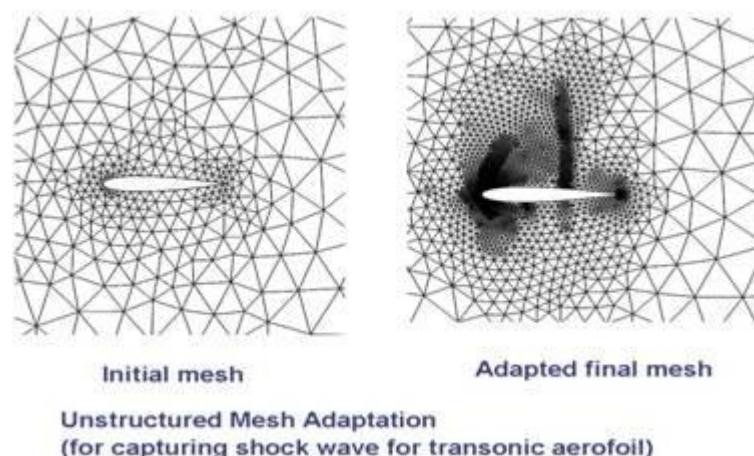 Initial mesh
Adapted final mesh
Unstructured Mesh Adaptation
(for capturing shock wave for transonic aerofoil)